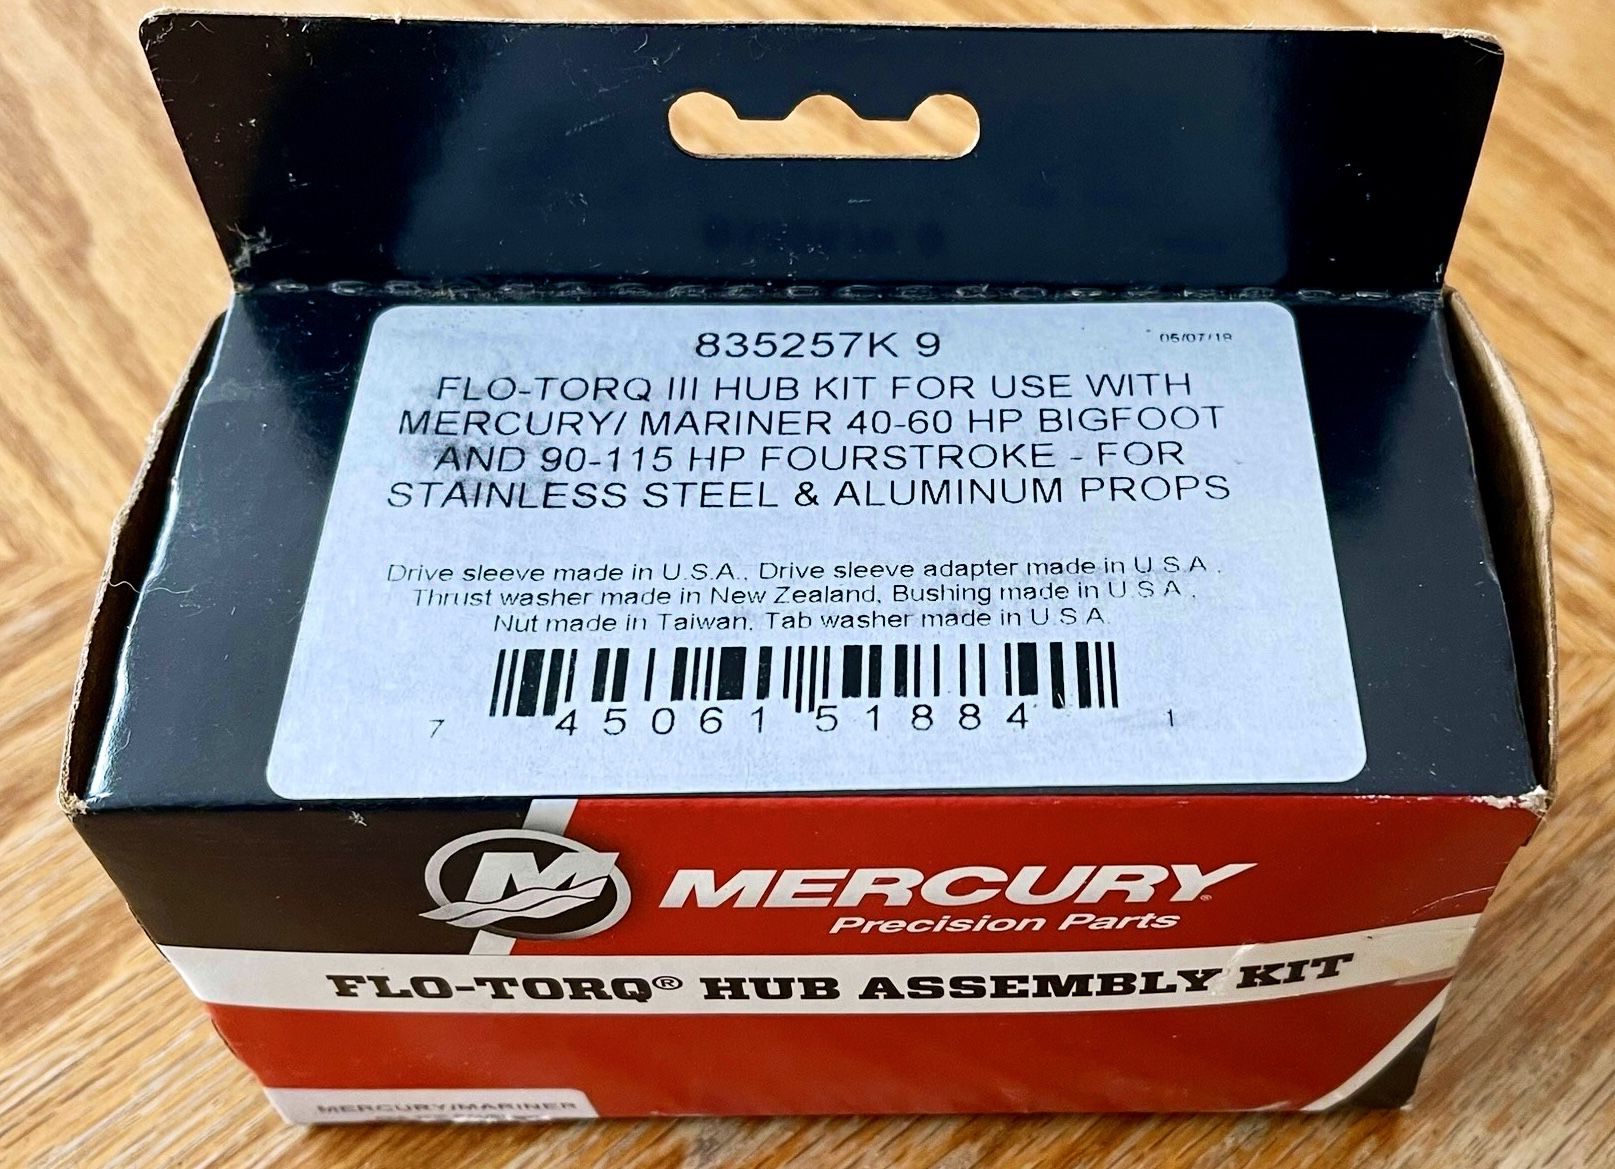 835257K 9
05/07/19
FLO-TORQ III HUB KIT FOR USE WITH
MERCURY/ MARINER 40-60 HP BIGFOOT
AND 90-115 HP FOURSTROKE - FOR
STAINLESS STEEL & ALUMINUM PROPS
Drive sleeve made in U.S.A., Drive sleeve adapter made in U.S.A.,
Thrust washer made in New Zealand, Bushing made in U.S.A.,
Nut made in Taiwan, Tab washer made in U.S.A.
7 45061 51884 1
M MERCURY
Precision Parts
FLO-TORQ® HUB ASSEMBLY KIT
MERCURY/MARINER